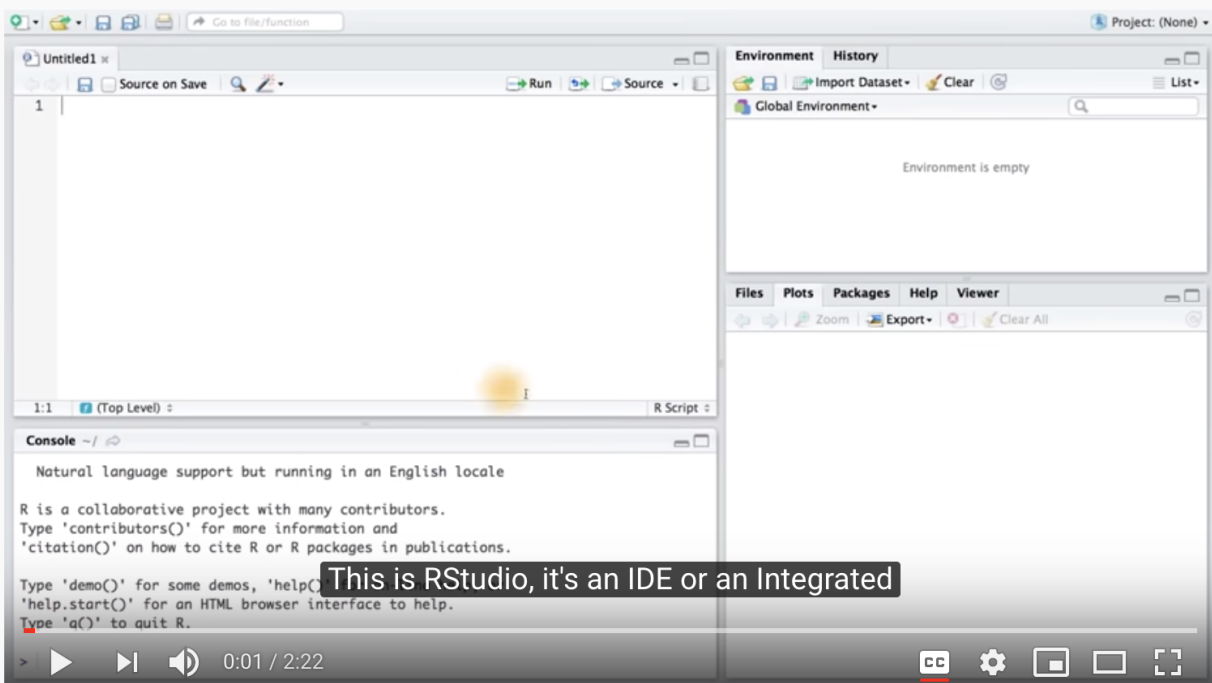 Go to file/function
Project: (None)
Untitled1
Source on Save
Run
Source
1
1:1
(Top Level)
R Script
Console ~/
Natural language support but running in an English locale
R is a collaborative project with many contributors.
Type 'contributors()' for more information and
'citation()' on how to cite R or R packages in publications.
Type 'demo()' for some demos, 'help()'
'help.start()' for an HTML browser interface to help.
Type 'q()' to quit R.
>
Environment History
Import Dataset Clear List
Global Environment
Environment is empty
Files Plots Packages Help Viewer
Zoom Export Clear All
This is RStudio, it's an IDE or an Integrated
0:01 / 2:22
CC